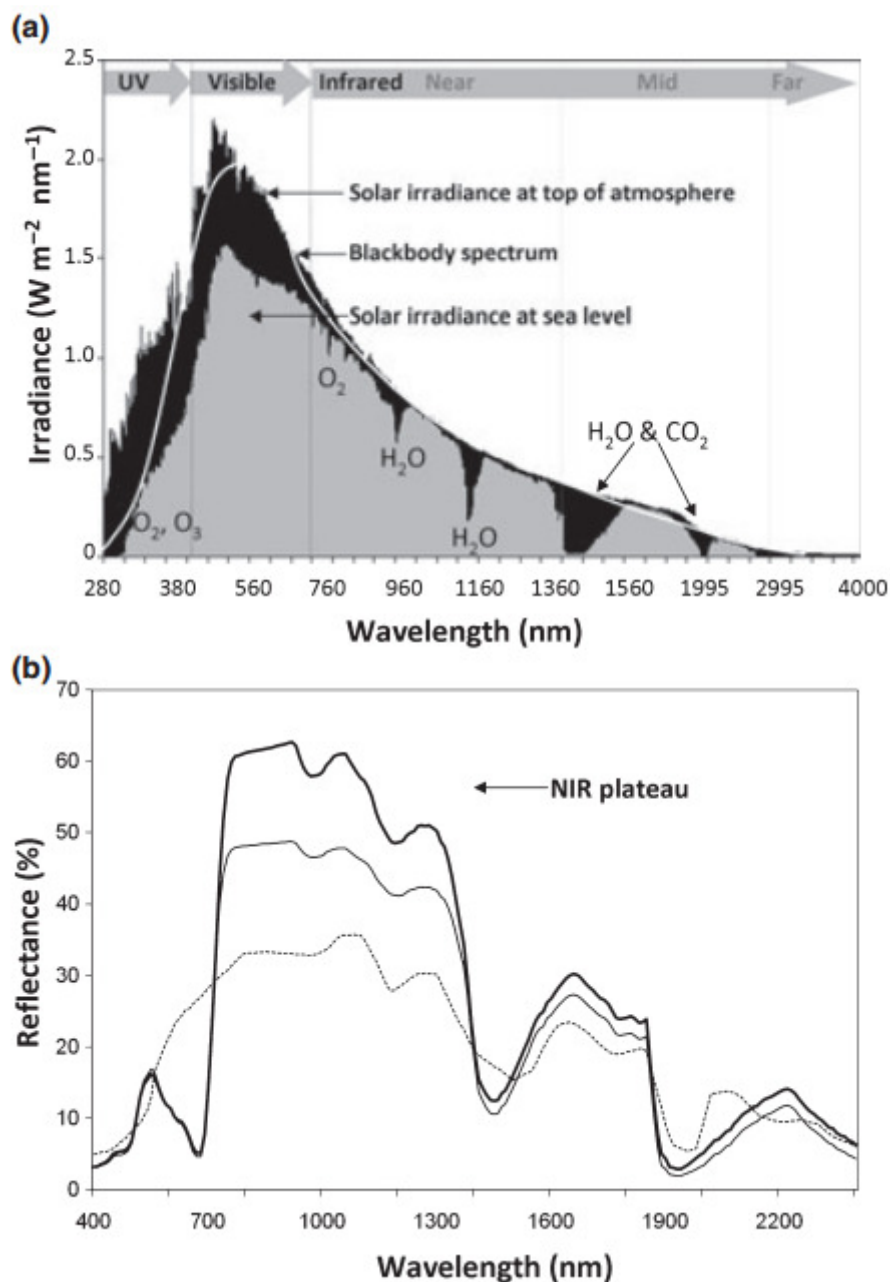 (a)
2.5
UV Visible Infrared Near Mid Far
2.0
Solar irradiance at top of atmosphere
1.5
Blackbody spectrum
Solar irradiance at sea level
Irradiance (W m⁻² nm⁻¹)
1.0
O₂
H₂O & CO₂
0.5
H₂O
O₂, O₃
H₂O
0
280 380 560 760 960 1160 1360 1560 1995 2995 4000
Wavelength (nm)
(b)
70
60
NIR plateau
50
Reflectance (%)
40
30
20
10
0
400 700 1000 1300 1600 1900 2200
Wavelength (nm)